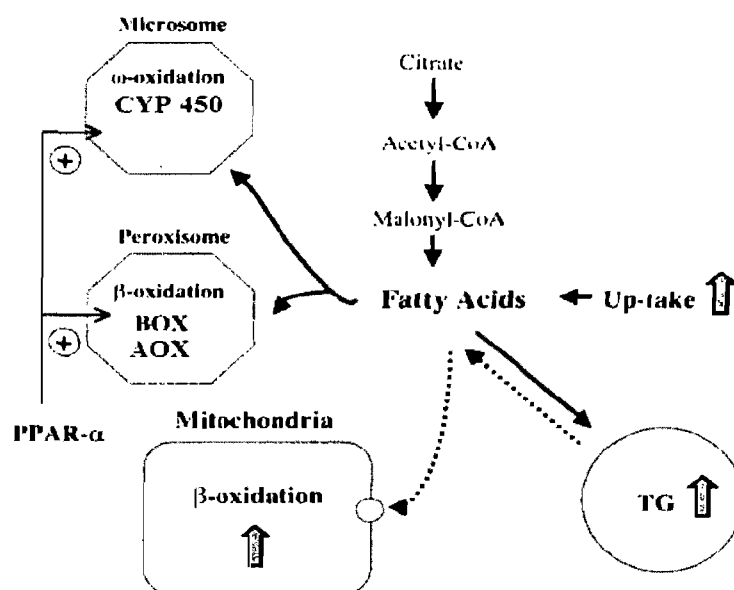 Microsome
ω-oxidation
CYP 450
+
Peroxisome
β-oxidation
BOX
AOX
+
PPAR-α
Citrate
Acetyl-CoA
Malonyl-CoA
Fatty Acids
Up-take
Mitochondria
β-oxidation
TG